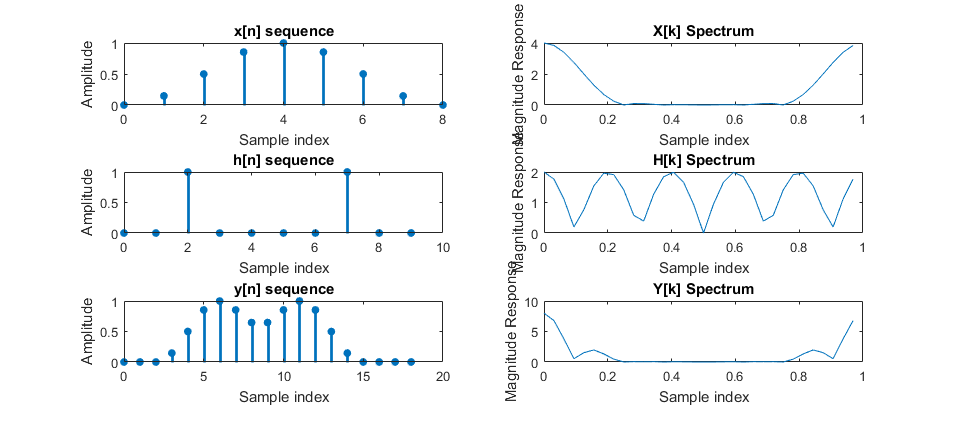 x[n] sequence
Amplitude
1
0.5
0
0 2 4 6 8
Sample index
X[k] Spectrum
Magnitude Response
4
2
0
0 0.2 0.4 0.6 0.8 1
Sample index
h[n] sequence
Amplitude
1
0.5
0
0 2 4 6 8 10
Sample index
H[k] Spectrum
Magnitude Response
2
1
0
0 0.2 0.4 0.6 0.8 1
Sample index
y[n] sequence
Amplitude
1
0.5
0
0 5 10 15 20
Sample index
Y[k] Spectrum
Magnitude Response
10
5
0
0 0.2 0.4 0.6 0.8 1
Sample index